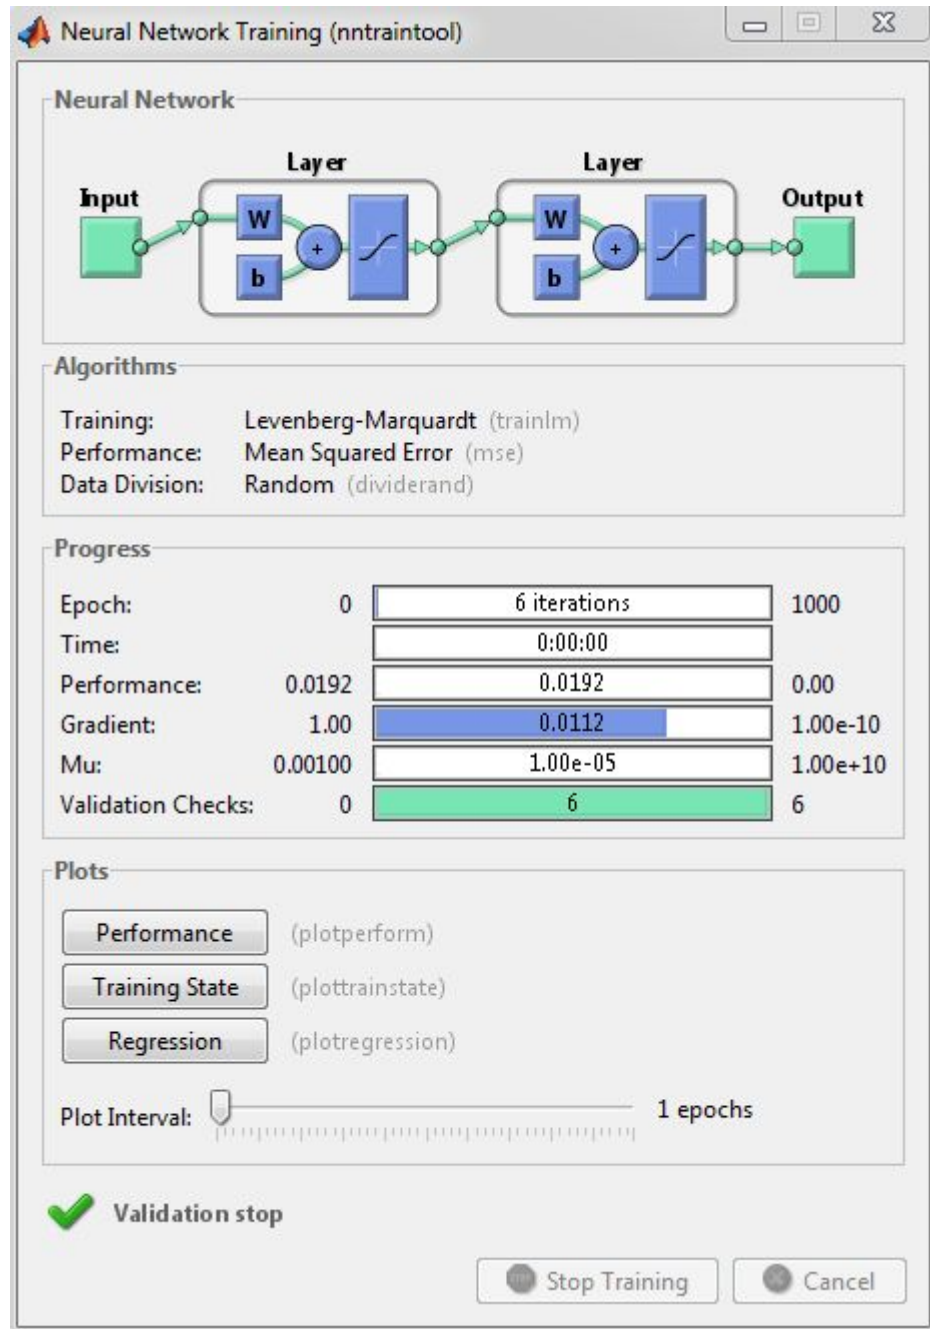 Neural Network Training (nntraintool)
Neural Network
Layer Layer
Input Output
W W
+ +
b b
Algorithms
Training: Levenberg-Marquardt (trainlm)
Performance: Mean Squared Error (mse)
Data Division: Random (dividerand)
Progress
Epoch: 0 6 iterations 1000
Time: 0:00:00
Performance: 0.0192 0.0192 0.00
Gradient: 1.00 0.0112 1.00e-10
Mu: 0.00100 1.00e-05 1.00e+10
Validation Checks: 0 6 6
Plots
Performance (plotperform)
Training State (plottrainstate)
Regression (plotregression)
Plot Interval: 1 epochs
Validation stop
Stop Training Cancel